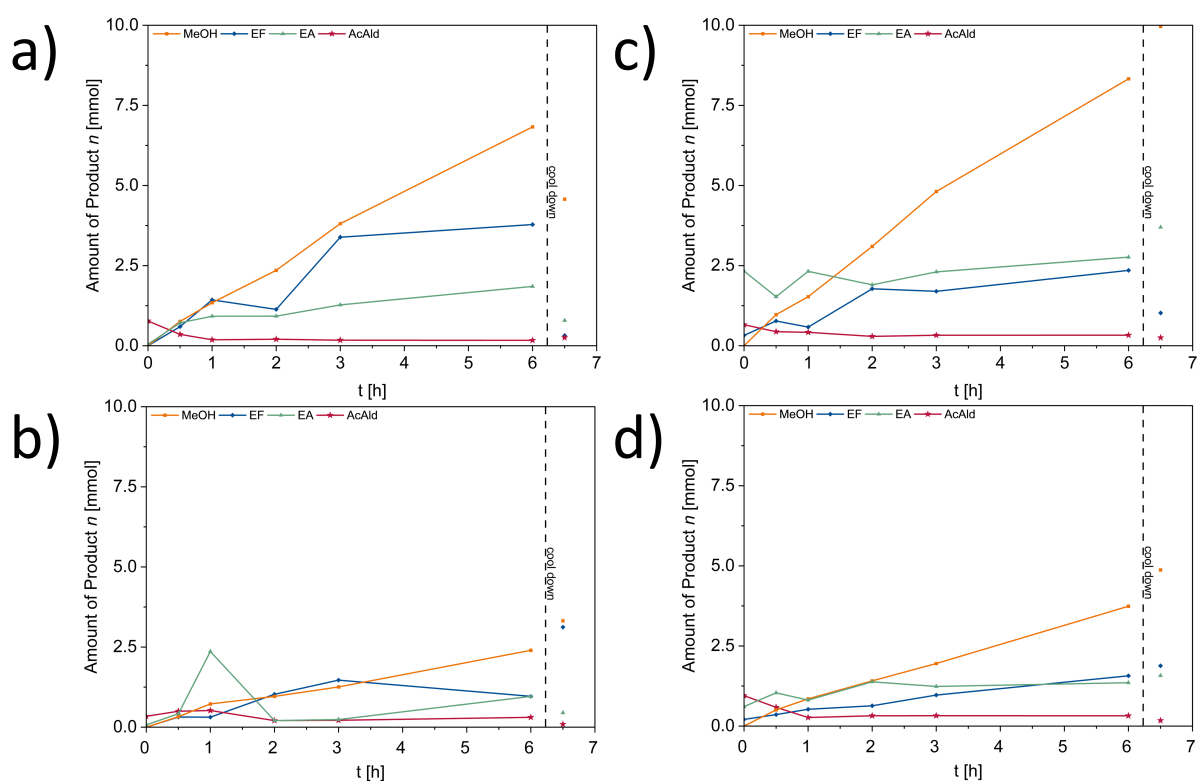 a)
10.0
MeOH EF EA AcAld
7.5
5.0
2.5
0.0
Amount of Product n [mmol]
cool down
0 1 2 3 4 5 6 7
t [h]
c)
10.0
MeOH EF EA AcAld
7.5
5.0
2.5
0.0
Amount of Product n [mmol]
cool down
0 1 2 3 4 5 6 7
t [h]
b)
10.0
MeOH EF EA AcAld
7.5
5.0
2.5
0.0
Amount of Product n [mmol]
cool down
0 1 2 3 4 5 6 7
t [h]
d)
10.0
MeOH EF EA AcAld
7.5
5.0
2.5
0.0
Amount of Product n [mmol]
cool down
0 1 2 3 4 5 6 7
t [h]